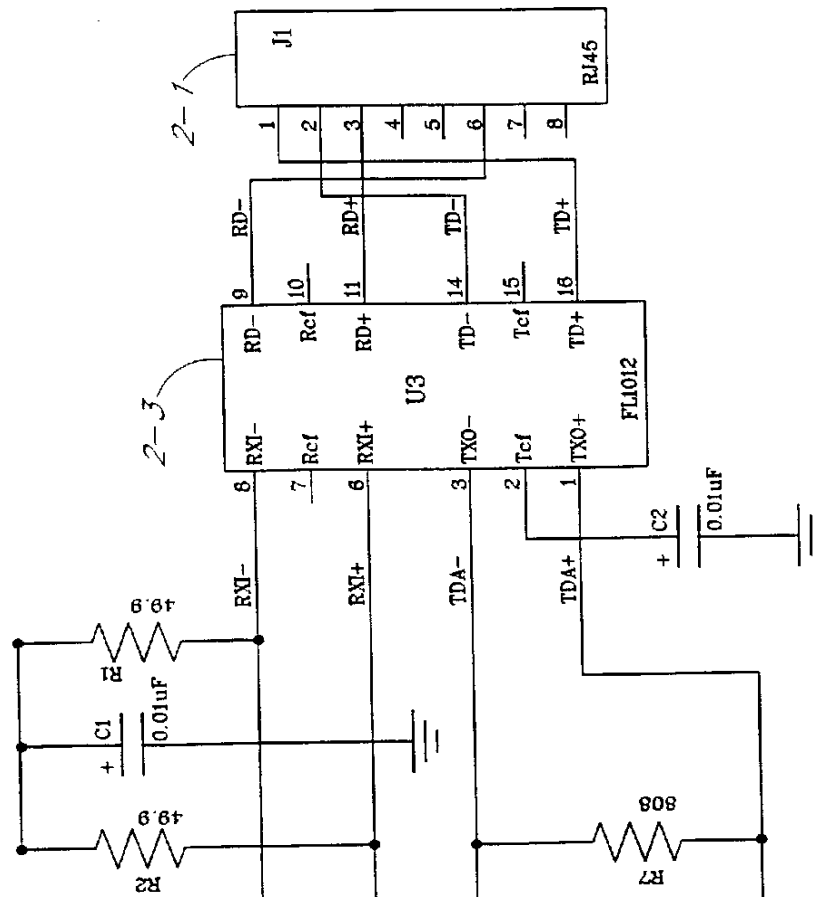 J1
RJ45
2-1
1
2
3
4
5
6
7
8
RD-
RD+
TD-
TD+
9
10
11
14
15
16
RD-
Rcf
RD+
TD-
Tcf
TD+
2-3
U3
FL1012
RXI-
Rcf
RXI+
TXO-
Tcf
TXO+
8
7
6
3
2
1
C2
0.01uF
+
RXI-
RXI+
TDA-
TDA+
49.9
R1
C1
0.01uF
+
49.9
R2
808
R7